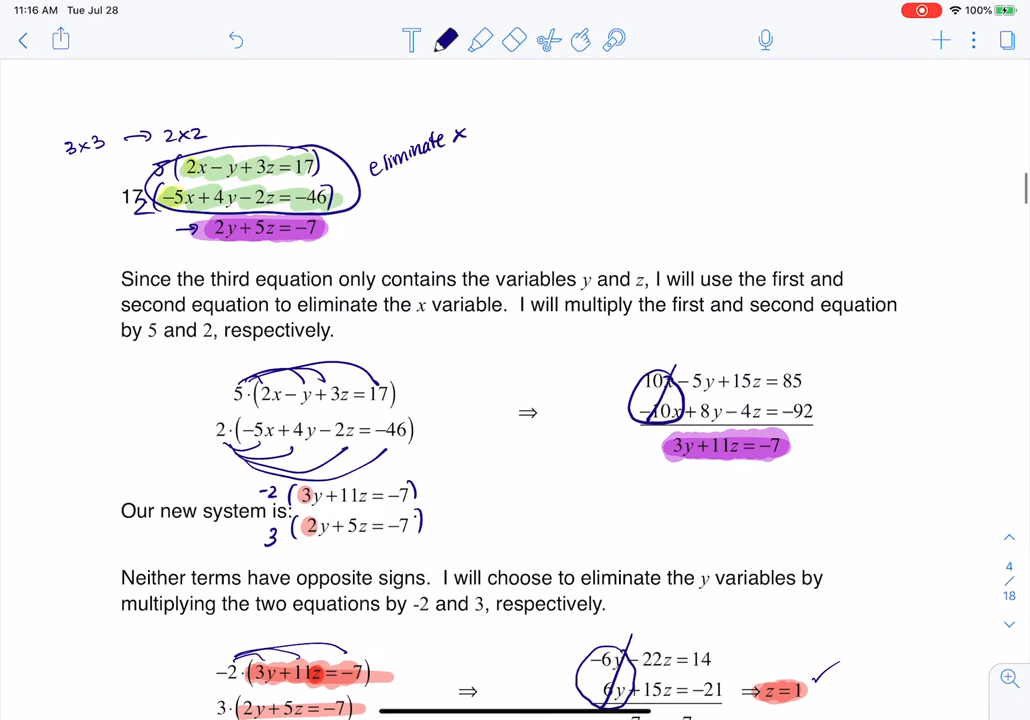 11:16 AM Tue Jul 28 100%
T
3x3 → 2x2
5(2x − y + 3z = 17) eliminate x
17. 2(−5x + 4y − 2z = −46)
→ 2y + 5z = −7
Since the third equation only contains the variables y and z, I will use the first and
second equation to eliminate the x variable. I will multiply the first and second equation
by 5 and 2, respectively.
5·(2x − y + 3z = 17) 10x − 5y + 15z = 85
⇒
2·(−5x + 4y − 2z = −46) −10x + 8y − 4z = −92
3y + 11z = −7
-2 (3y + 11z = −7)
Our new system is:
3 (2y + 5z = −7)
4
/
18
Neither terms have opposite signs. I will choose to eliminate the y variables by
multiplying the two equations by -2 and 3, respectively.
−2·(3y + 11z = −7) −6y − 22z = 14
⇒ ⇒ z = 1 ✓
3·(2y + 5z = −7) 6y + 15z = −21